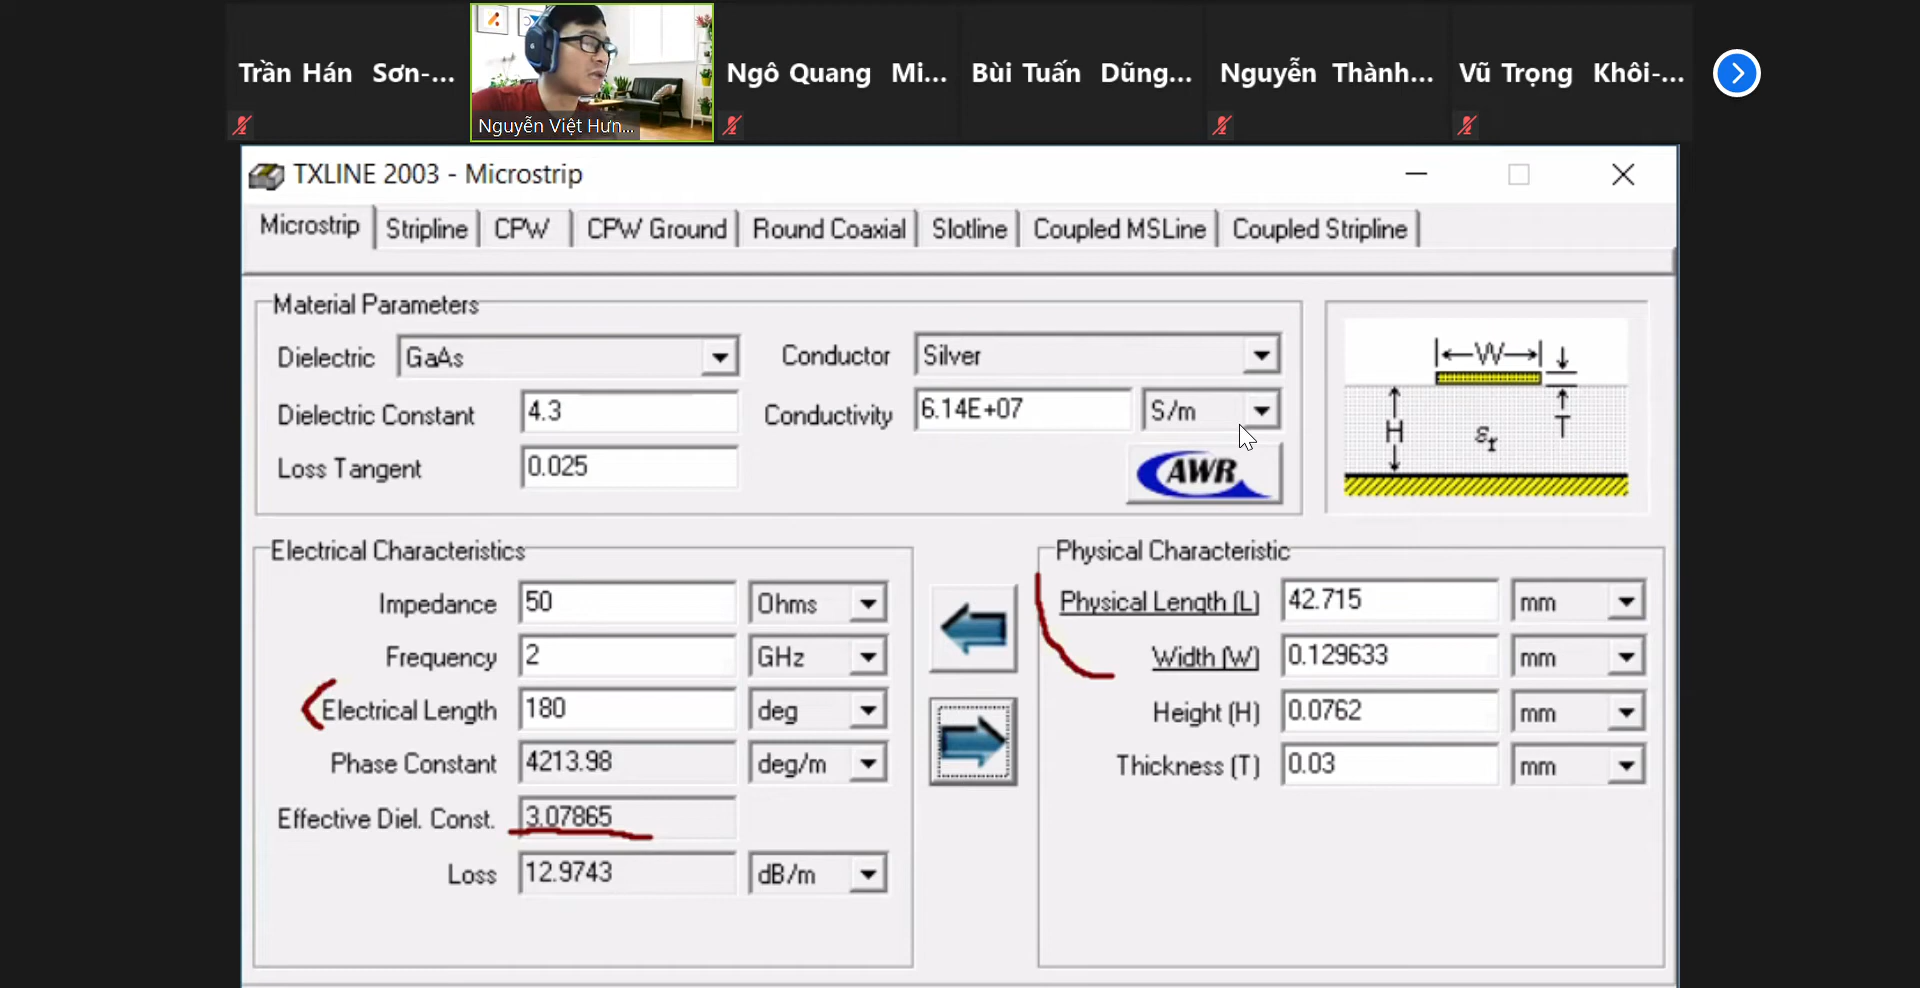 Trần Hán Sơn-...
Nguyễn Việt Hưn...
Ngô Quang Mi...
Bùi Tuấn Dũng...
Nguyễn Thành...
Vũ Trọng Khôi-...
TXLINE 2003 - Microstrip
Microstrip Stripline CPW CPW Ground Round Coaxial Slotline Coupled MSLine Coupled Stripline
Material Parameters
Dielectric GaAs Conductor Silver
Dielectric Constant 4.3 Conductivity 6.14E+07 S/m
Loss Tangent 0.025
AWR
W
H
T
εr
Electrical Characteristics
Impedance 50 Ohms
Frequency 2 GHz
Electrical Length 180 deg
Phase Constant 4213.98 deg/m
Effective Diel. Const. 3.07865
Loss 12.9743 dB/m
Physical Characteristic
Physical Length (L) 42.715 mm
Width (W) 0.129633 mm
Height (H) 0.0762 mm
Thickness (T) 0.03 mm